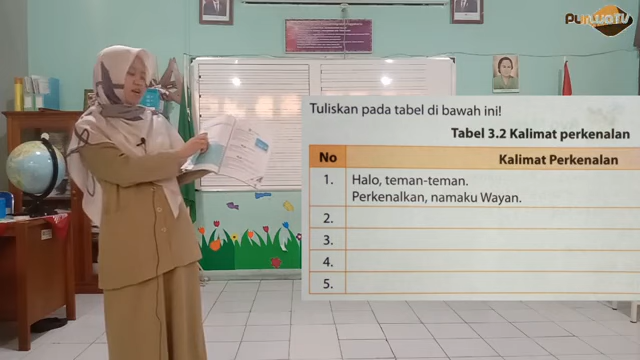 PUNLUATV
Tuliskan pada tabel di bawah ini!
Tabel 3.2 Kalimat perkenalan
No Kalimat Perkenalan
1. Halo, teman-teman.
Perkenalkan, namaku Wayan.
2.
3.
4.
5.